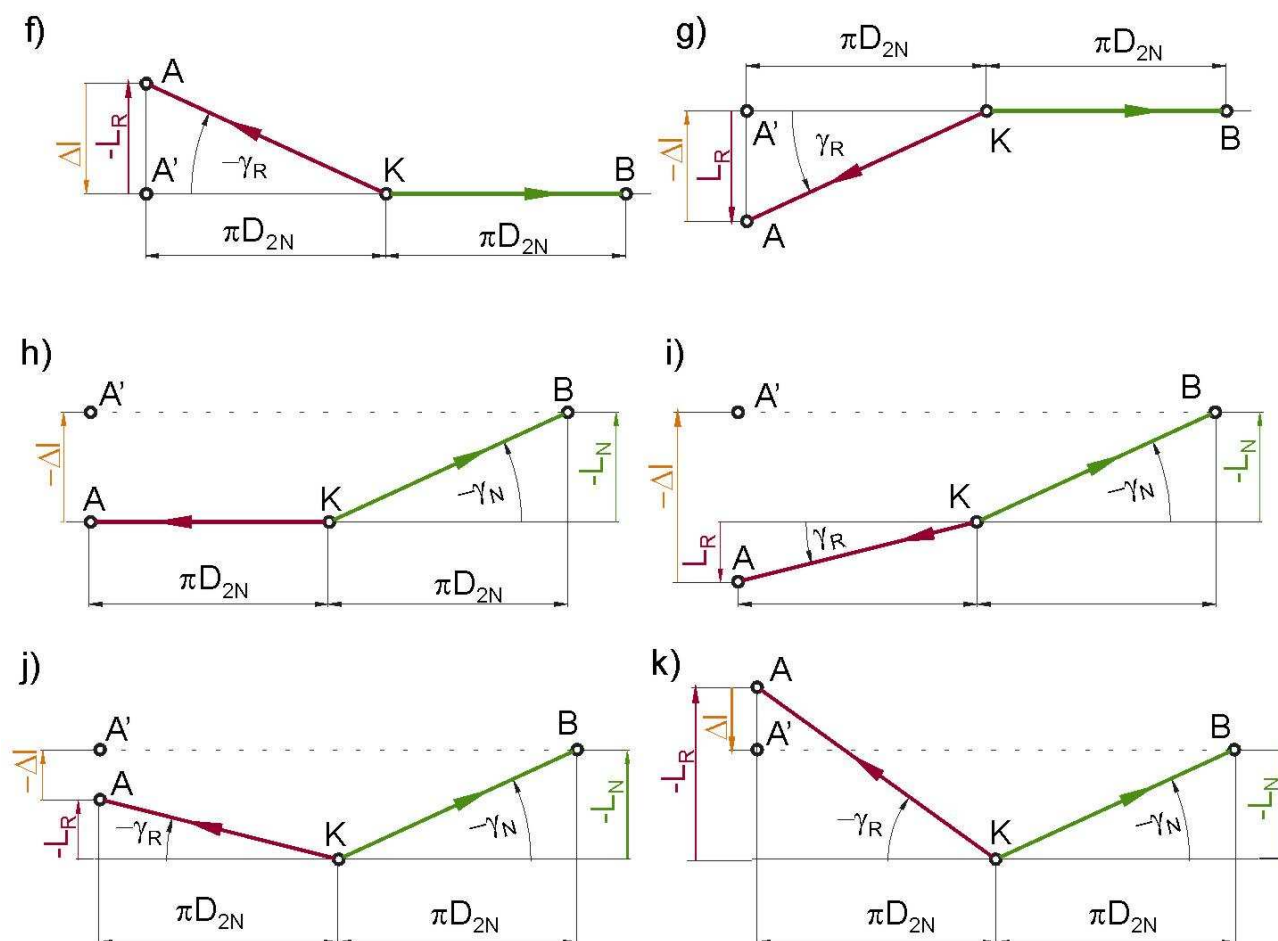 f)
A
Δl
-L_R
A'
−γ_R
K
B
πD_2N
πD_2N
g)
πD_2N
πD_2N
A'
K
B
-Δl
L_R
γ_R
A
h)
A'
B
-Δl
-L_N
A
K
−γ_N
πD_2N
πD_2N
i)
A'
B
-Δl
-L_N
K
−γ_N
L_R
A
γ_R
j)
A'
B
-Δl
A
-L_N
-L_R
−γ_R
−γ_N
K
πD_2N
πD_2N
k)
A
Δl
A'
B
-L_R
-L_N
−γ_R
−γ_N
K
πD_2N
πD_2N